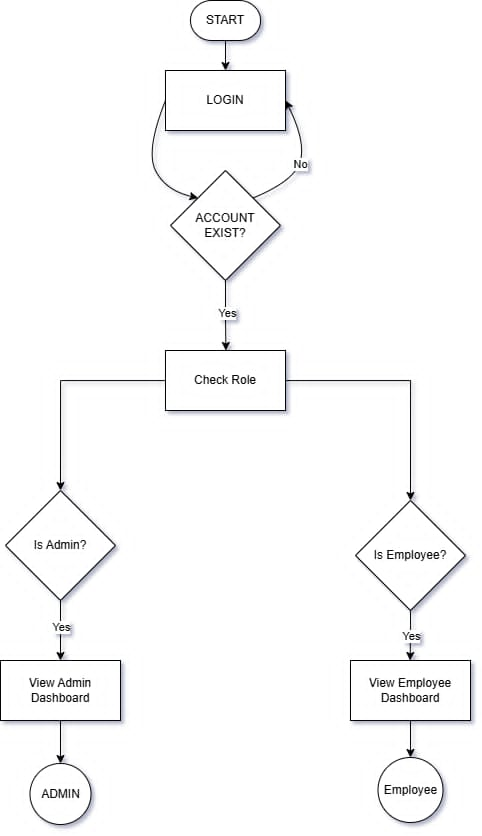 START
LOGIN
No
ACCOUNT
EXIST?
Yes
Check Role
Is Admin?
Is Employee?
Yes
Yes
View Admin
Dashboard
View Employee
Dashboard
ADMIN
Employee